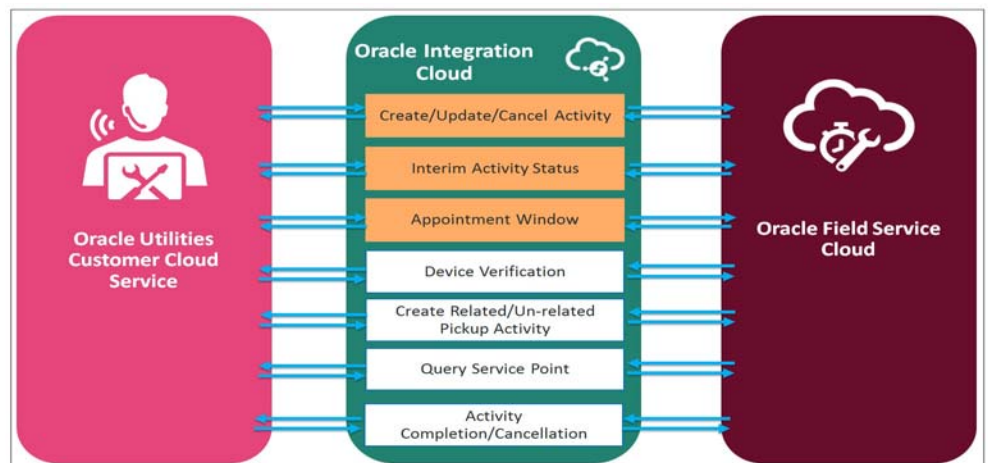 Oracle Utilities
Customer Cloud
Service
Oracle Integration
Cloud
Create/Update/Cancel Activity
Interim Activity Status
Appointment Window
Device Verification
Create Related/Un-related
Pickup Activity
Query Service Point
Activity
Completion/Cancellation
Oracle Field Service
Cloud